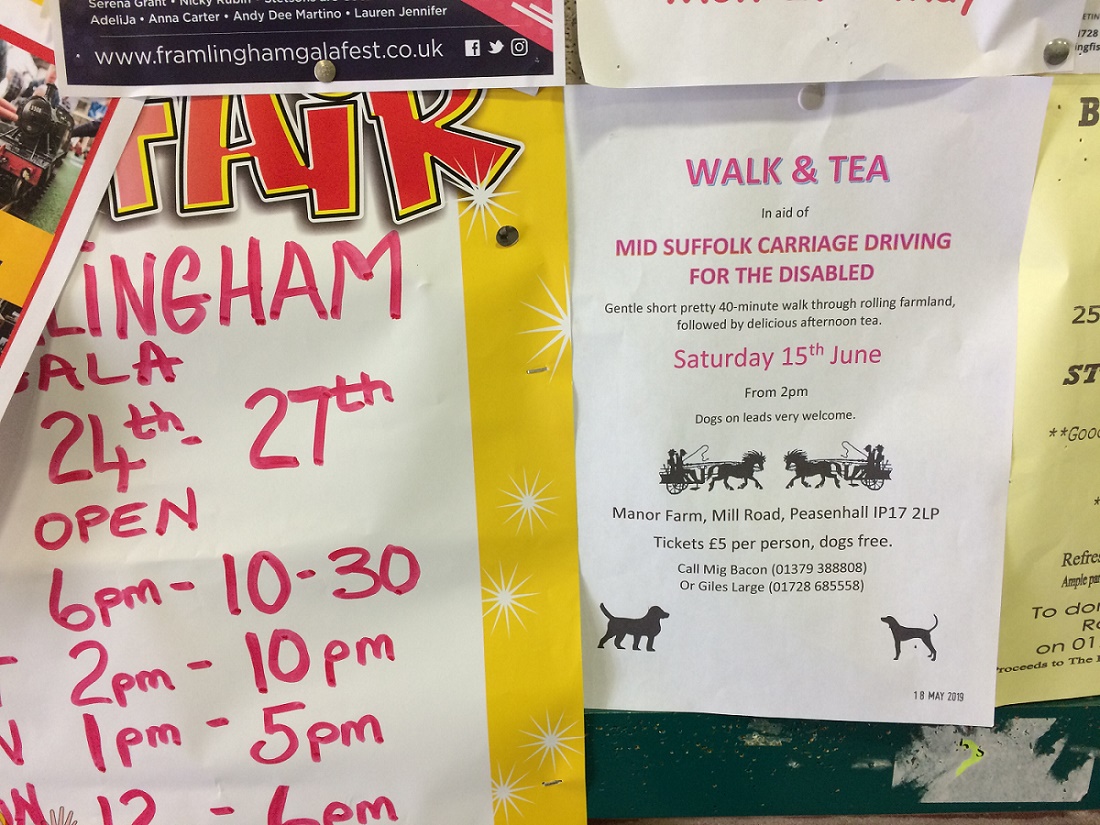 Serena Grant • Nicky Rubin •
AdeliJa • Anna Carter • Andy Dee Martino • Lauren Jennifer
www.framlinghamgalafest.co.uk
FAIR
LINGHAM
GALA
24th - 27th
OPEN
6pm - 10-30
2pm - 10pm
1pm - 5pm
12 - 6pm
WALK & TEA
In aid of
MID SUFFOLK CARRIAGE DRIVING
FOR THE DISABLED
Gentle short pretty 40-minute walk through rolling farmland,
followed by delicious afternoon tea.
Saturday 15th June
From 2pm
Dogs on leads very welcome.
Manor Farm, Mill Road, Peasenhall IP17 2LP
Tickets £5 per person, dogs free.
Call Mig Bacon (01379 388808)
Or Giles Large (01728 685558)
18 MAY 2019
B
25
ST
**Good
Refres
Ample par
To don
on 01
Proceeds to The